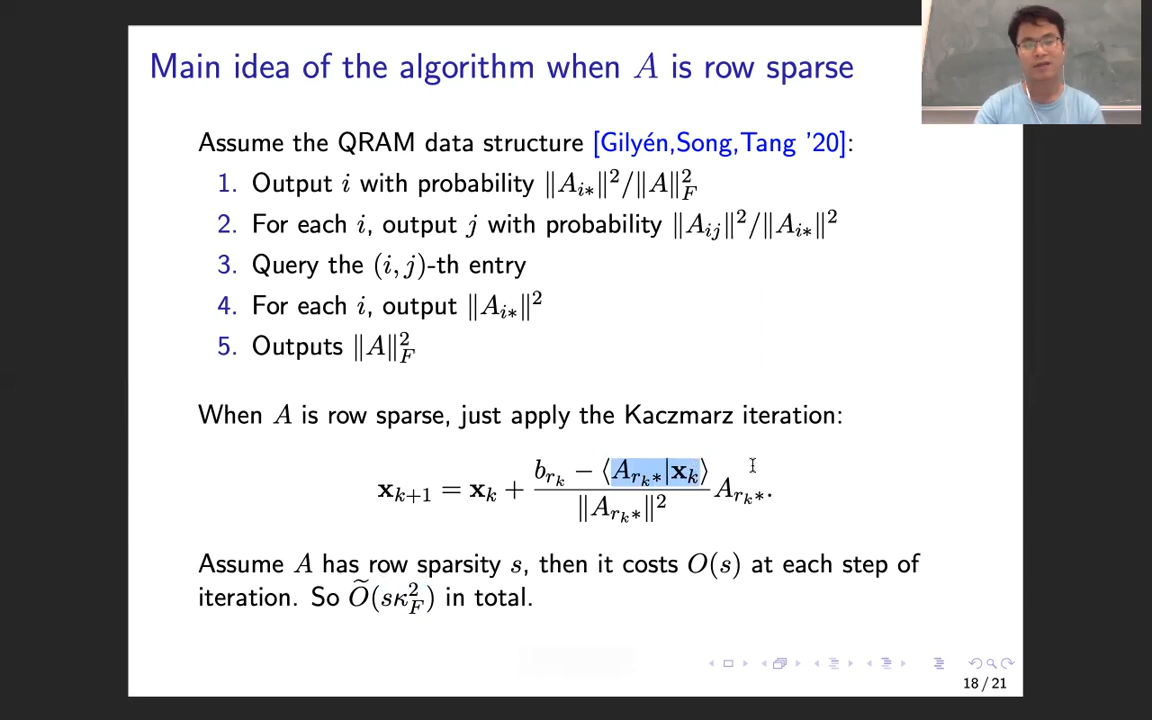 Main idea of the algorithm when A is row sparse
Assume the QRAM data structure [Gilyén,Song,Tang '20]:
1. Output i with probability ‖A_{i*}‖²/‖A‖²_F
2. For each i, output j with probability ‖A_{ij}‖²/‖A_{i*}‖²
3. Query the (i, j)-th entry
4. For each i, output ‖A_{i*}‖²
5. Outputs ‖A‖²_F
When A is row sparse, just apply the Kaczmarz iteration:
x_{k+1} = x_k + \frac{b_{r_k} − ⟨A_{r_k*}|x_k⟩}{‖A_{r_k*}‖²} A_{r_k*}.
Assume A has row sparsity s, then it costs O(s) at each step of
iteration. So Õ(sκ²_F) in total.
18 / 21